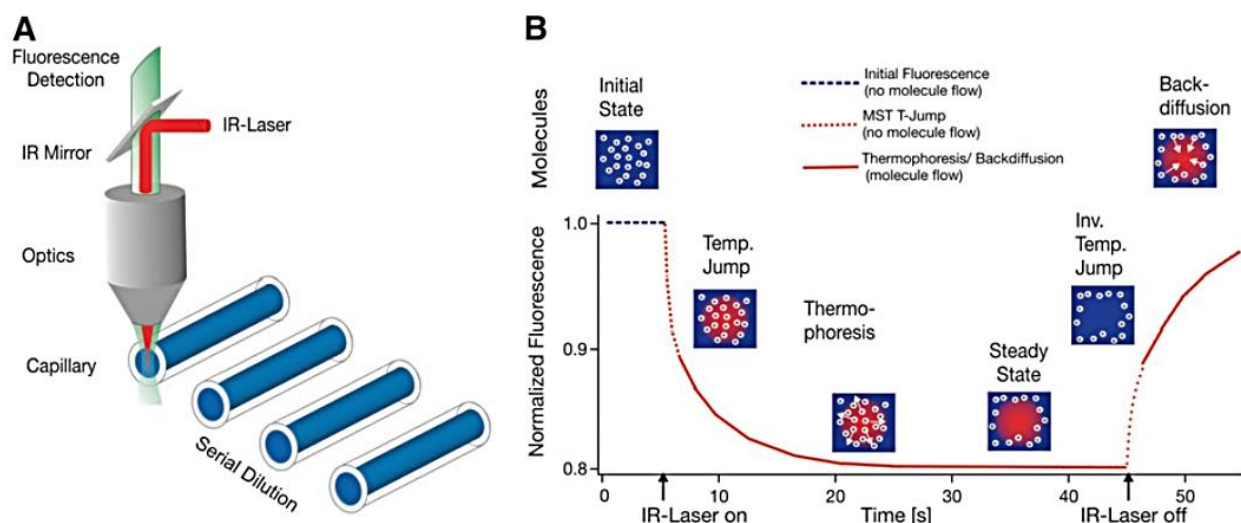 A
Fluorescence
Detection
IR-Laser
IR Mirror
Optics
Capillary
Serial Dilution
B
Molecules
Initial
State
Initial Fluorescence
(no molecule flow)
MST T-Jump
(no molecule flow)
Thermophoresis/ Backdiffusion
(molecule flow)
Back-
diffusion
Normalized Fluorescence
1.0
0.9
0.8
Temp.
Jump
Thermo-
phoresis
Steady
State
Inv.
Temp.
Jump
0
10
20
30
40
50
IR-Laser on
Time [s]
IR-Laser off